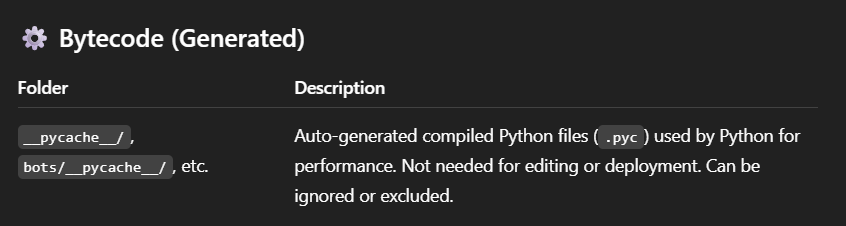 Bytecode (Generated)
Folder Description
__pycache__/,
bots/__pycache__/, etc.
Auto-generated compiled Python files (.pyc) used by Python for
performance. Not needed for editing or deployment. Can be
ignored or excluded.